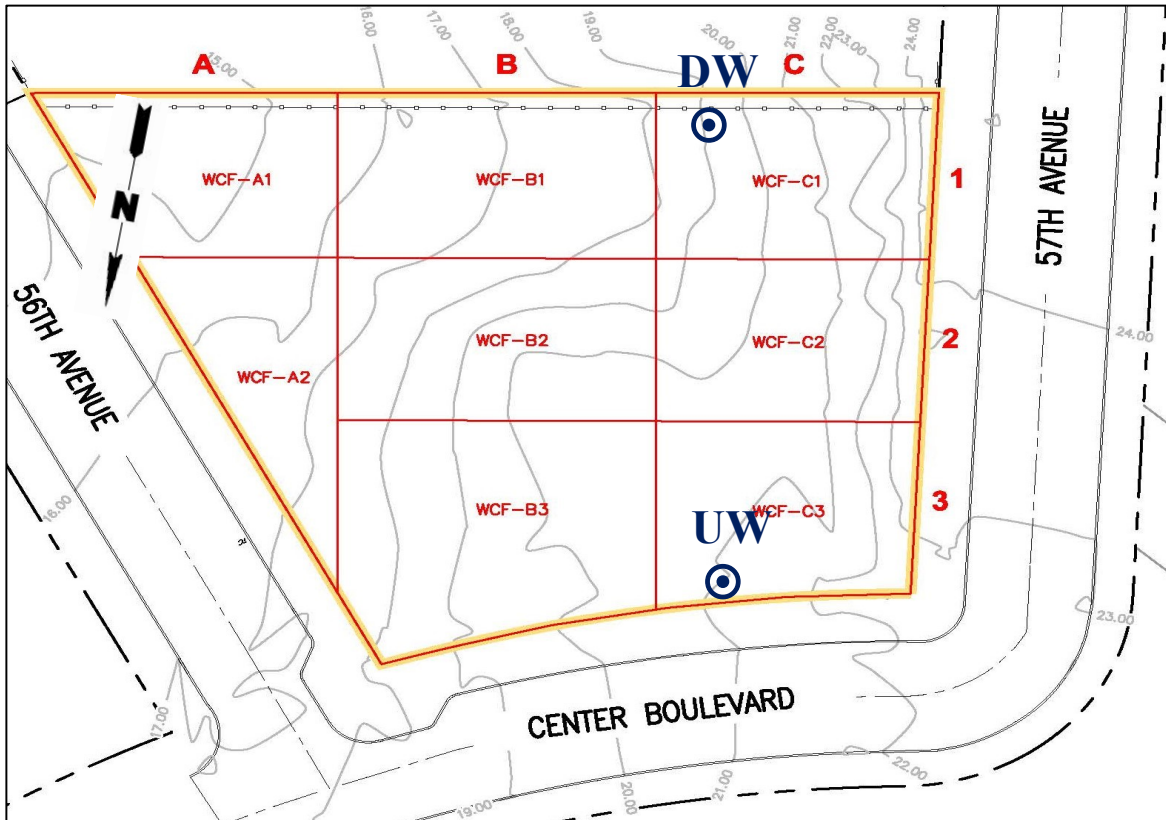 16.00
17.00
18.00
19.00
20.00
21.00
22.00
23.00
24.00
15.00
A
B
C
DW
WCF-A1
WCF-B1
WCF-C1
1
N
57TH AVENUE
56TH AVENUE
WCF-A2
WCF-B2
WCF-C2
2
24.00
WCF-B3
WCF-C3
3
UW
16.00
23.00
17.00
CENTER BOULEVARD
19.00
20.00
21.00
22.00